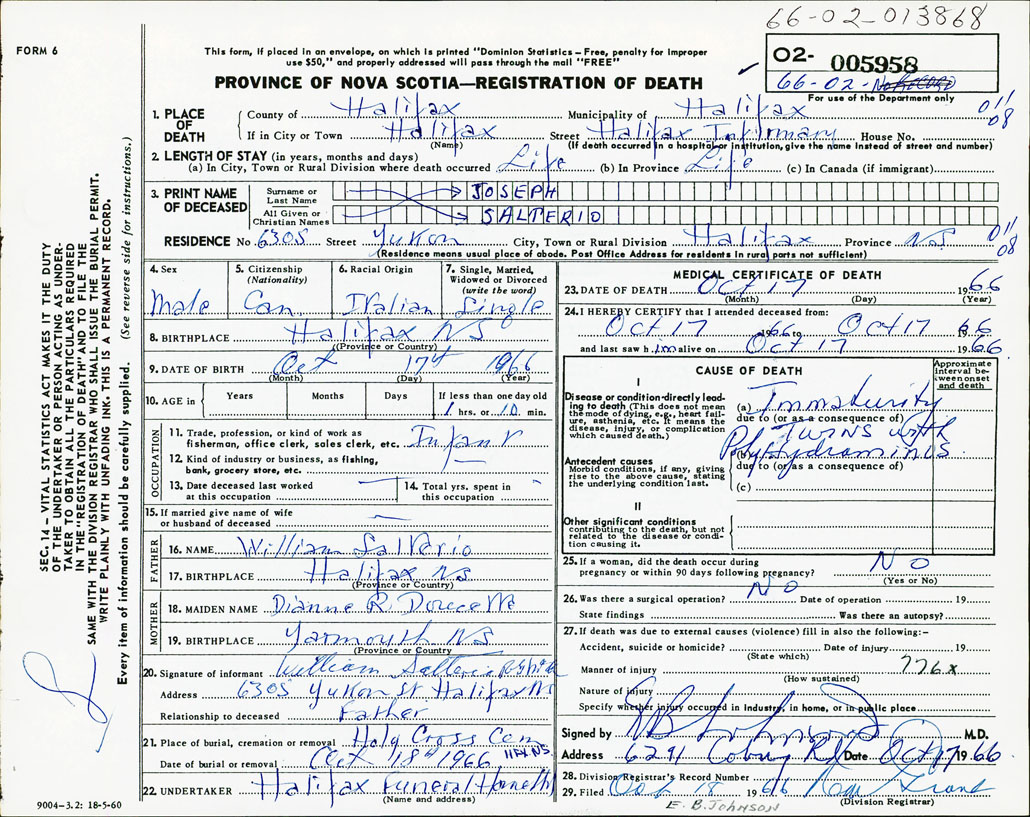 66-02-013868
FORM 6
This form, if placed in an envelope, on which is printed "Dominion Statistics – Free, penalty for improper
use $50," and properly addressed will pass through the mail "FREE"
02- 005958
66-02-No RECORD
For use of the Department only
PROVINCE OF NOVA SCOTIA—REGISTRATION OF DEATH
1. PLACE OF DEATH
County of Halifax Municipality of Halifax 011 08
If in City or Town Halifax Street Halifax Infirmary House No.
(Name) (If death occurred in a hospital or institution, give the name instead of street and number)
2. LENGTH OF STAY (in years, months and days)
(a) In City, Town or Rural Division where death occurred Life (b) In Province Life (c) In Canada (if immigrant)
3. PRINT NAME OF DECEASED
Surname or Last Name JOSEPH
All Given or Christian Names SALTERIO
RESIDENCE No 6305 Street Yukon City, Town or Rural Division Halifax Province N.S. 011 08
(Residence means usual place of abode. Post Office Address for residents in rural parts not sufficient)
4. Sex 5. Citizenship (Nationality) 6. Racial Origin 7. Single, Married, Widowed or Divorced (write the word)
Male Can. Italian Single
8. BIRTHPLACE Halifax NS
(Province or Country)
9. DATE OF BIRTH Oct 17th 1966
(Month) (Day) (Year)
10. AGE in Years Months Days If less than one day old
1 hrs. or 10 min.
OCCUPATION
11. Trade, profession, or kind of work as fisherman, office clerk, sales clerk, etc. Infant
12. Kind of industry or business, as fishing, bank, grocery store, etc.
13. Date deceased last worked at this occupation
14. Total yrs. spent in this occupation
15. If married give name of wife or husband of deceased
FATHER
16. NAME William Salterio
17. BIRTHPLACE Halifax NS
(Province or Country)
MOTHER
18. MAIDEN NAME Dianne R. Doucette
19. BIRTHPLACE Yarmouth NS
(Province or Country)
20. Signature of informant William Salterio
Address 6305 Yukon St Halifax NS
Relationship to deceased Father
21. Place of burial, cremation or removal Holy Cross Cem
HFX NS
Date of burial or removal Oct 18th 1966
22. UNDERTAKER Halifax Funeral Home
(Name and address)
9004–3.2: 18-5-60
SEC. 14 – VITAL STATISTICS ACT MAKES IT THE DUTY
OF THE UNDERTAKER OR PERSON ACTING AS UNDER-
TAKER TO OBTAIN ALL THE PARTICULARS REQUIRED
IN THE "REGISTRATION OF DEATH" AND TO FILE THE
SAME WITH THE DIVISION REGISTRAR WHO SHALL ISSUE THE BURIAL PERMIT.
WRITE PLAINLY WITH UNFADING INK. THIS IS A PERMANENT RECORD.
Every item of information should be carefully supplied. (See reverse side for instructions.)
MEDICAL CERTIFICATE OF DEATH
23. DATE OF DEATH Oct 17 1966
(Month) (Day) (Year)
24. I HEREBY CERTIFY that I attended deceased from:
Oct 17 1966 to Oct 17 1966
and last saw him alive on Oct 17 1966
CAUSE OF DEATH
Approximate interval between onset and death
I
Disease or condition-directly leading to death (This does not mean the mode of dying, e.g., heart failure, asthenia, etc. It means the disease, injury, or complication which caused death.)
(a) Immaturity
due to (or as a consequence of)
Twins with
(b) Polyhydramnios
Antecedent causes
Morbid conditions, if any, giving rise to the above cause, stating the underlying condition last.
due to (or as a consequence of)
(c)
II
Other significant conditions
contributing to the death, but not related to the disease or condition causing it.
25. If a woman, did the death occur during pregnancy or within 90 days following pregnancy? NO
(Yes or No)
26. Was there a surgical operation? NO Date of operation 19
State findings Was there an autopsy?
27. If death was due to external causes (violence) fill in also the following:–
Accident, suicide or homicide? Date of injury 19
(State which)
Manner of injury 776x
(How sustained)
Nature of injury
Specify whether injury occurred in industry, in home, or in public place
Signed by E B Johnson M.D.
Address 6291 Coburg Rd Date Oct 17 1966
28. Division Registrar's Record Number
29. Filed Oct 18 1966
(Division Registrar)
E. B. JOHNSON